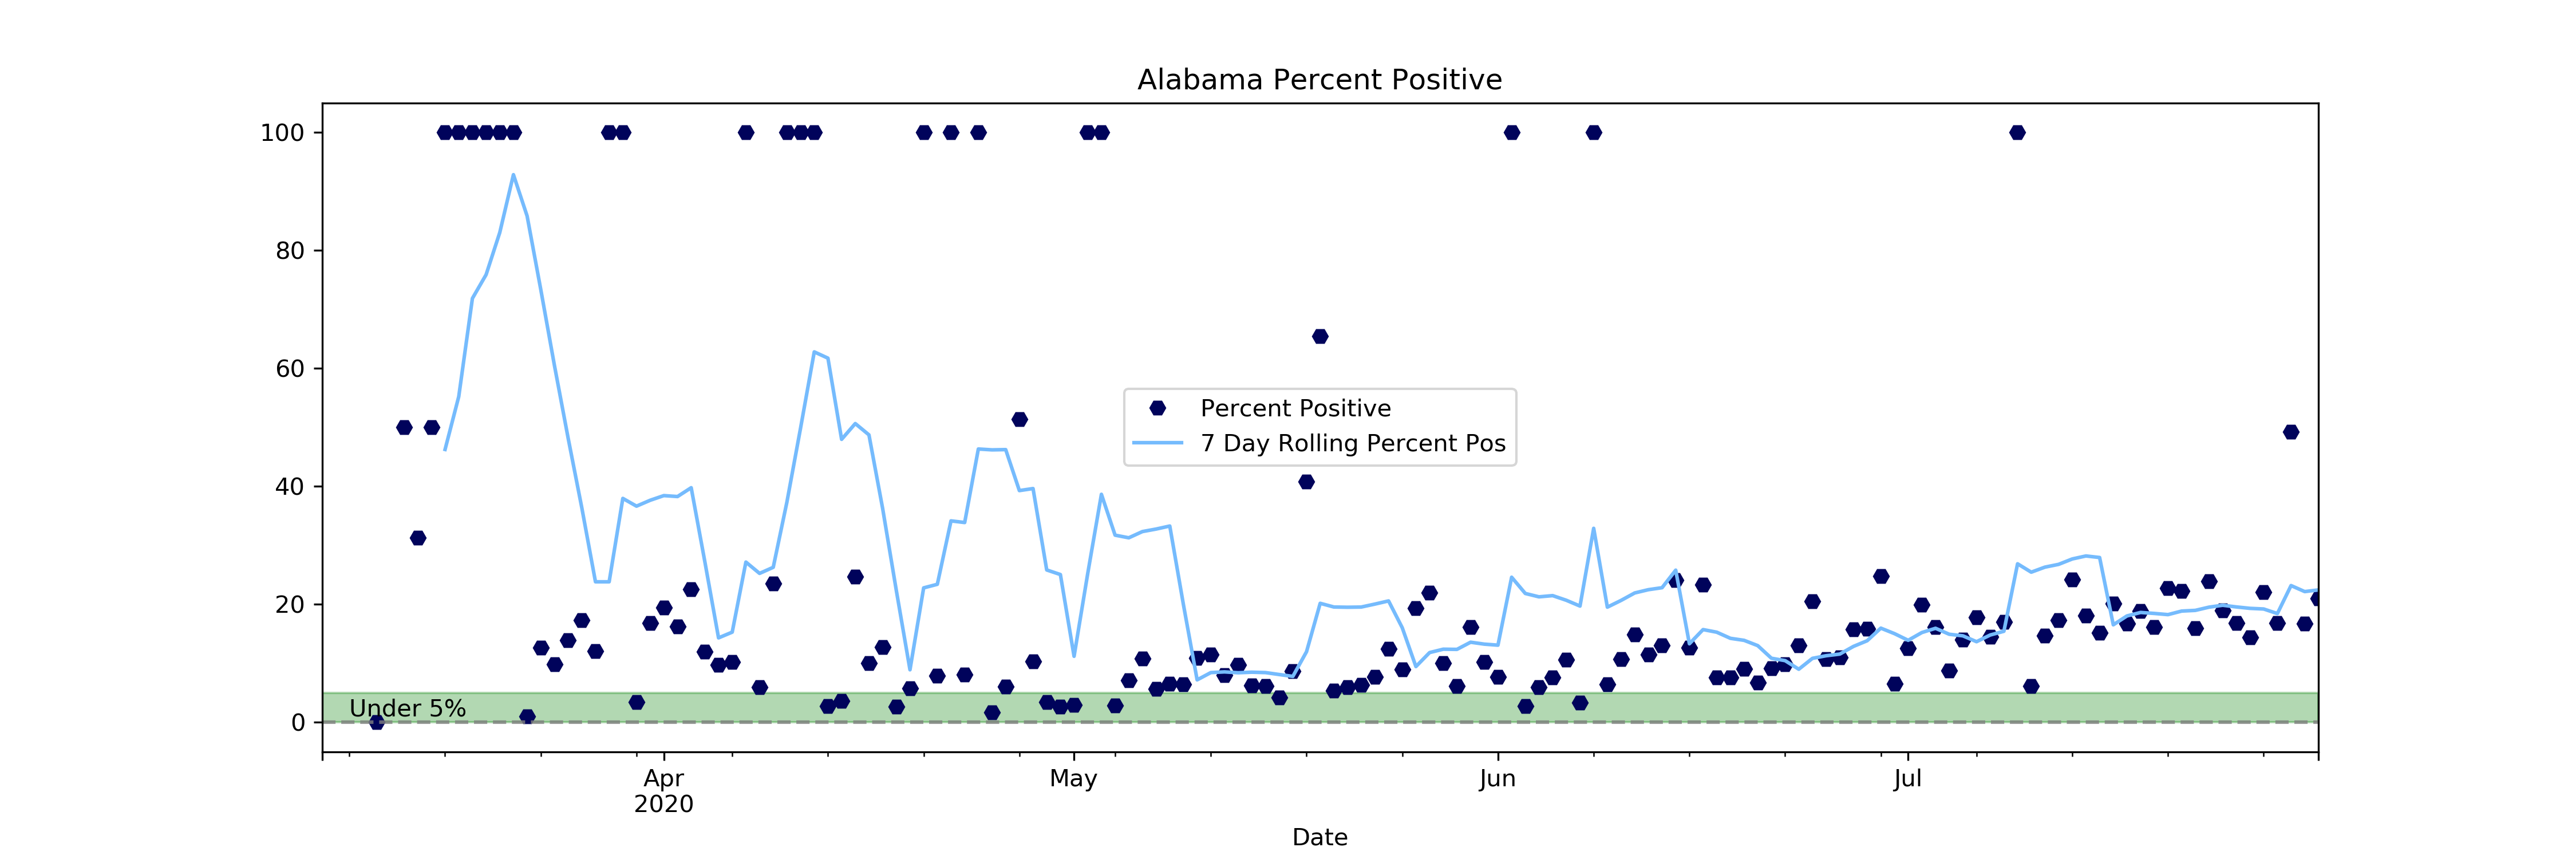 Alabama Percent Positive
100
80
60
40
20
0
Percent Positive
7 Day Rolling Percent Pos
Under 5%
Apr
2020
May
Jun
Jul
Date